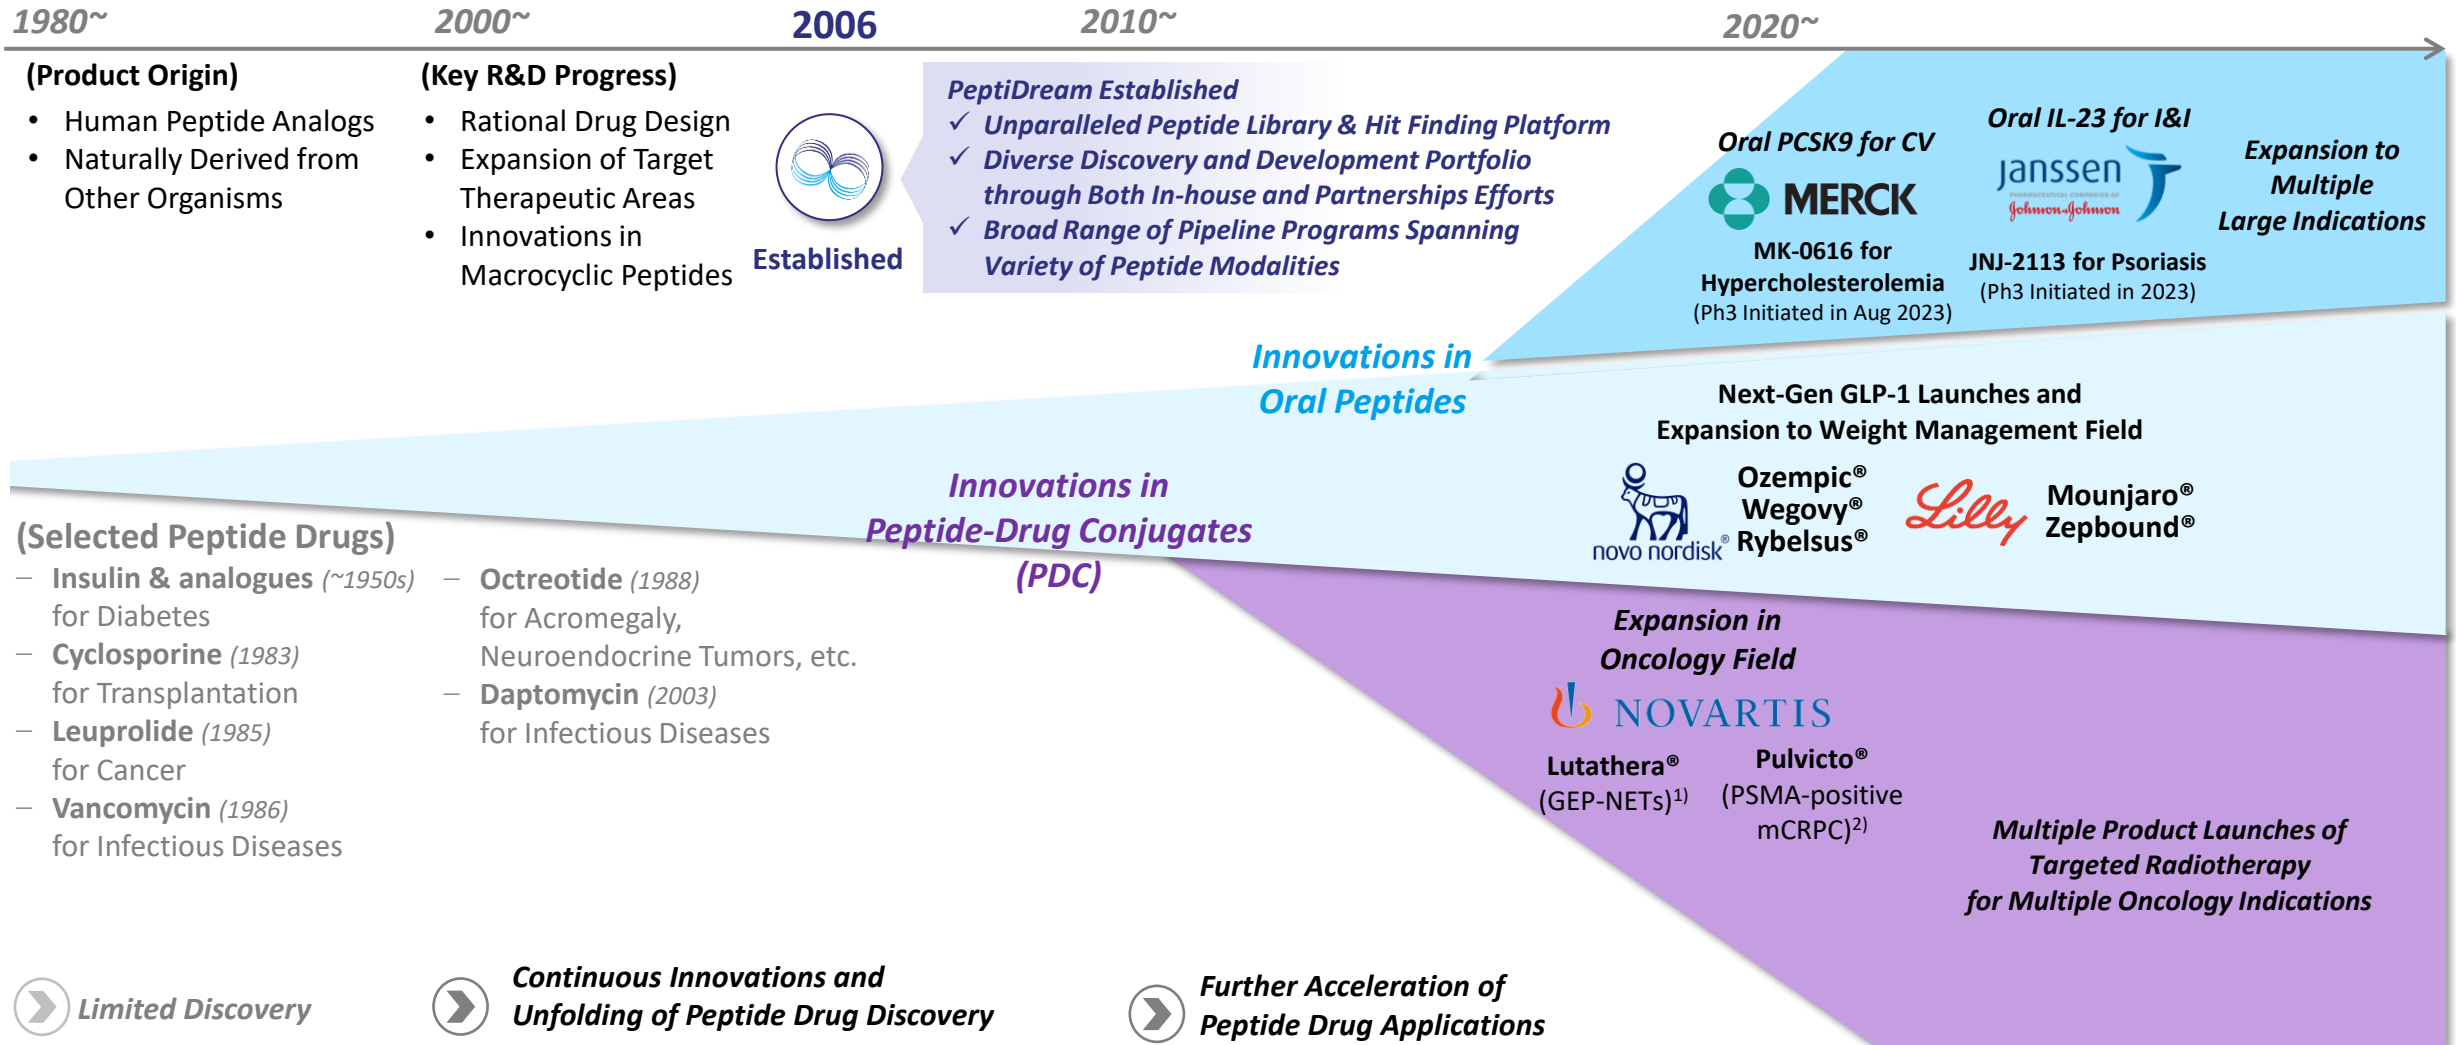 1980~
2000~
2006
2010~
2020~
(Product Origin)
• Human Peptide Analogs
• Naturally Derived from
Other Organisms
(Key R&D Progress)
• Rational Drug Design
• Expansion of Target
Therapeutic Areas
• Innovations in
Macrocyclic Peptides
Established
PeptiDream Established
✓ Unparalleled Peptide Library & Hit Finding Platform
✓ Diverse Discovery and Development Portfolio
through Both In-house and Partnerships Efforts
✓ Broad Range of Pipeline Programs Spanning
Variety of Peptide Modalities
Oral PCSK9 for CV
MERCK
MK-0616 for
Hypercholesterolemia
(Ph3 Initiated in Aug 2023)
Oral IL-23 for I&I
janssen
PHARMACEUTICAL COMPANIES OF
Johnson & Johnson
JNJ-2113 for Psoriasis
(Ph3 Initiated in 2023)
Expansion to
Multiple
Large Indications
Innovations in
Oral Peptides
Next-Gen GLP-1 Launches and
Expansion to Weight Management Field
novo nordisk®
Ozempic®
Wegovy®
Rybelsus®
Lilly
Mounjaro®
Zepbound®
Innovations in
Peptide-Drug Conjugates
(PDC)
(Selected Peptide Drugs)
– Insulin & analogues (~1950s)
for Diabetes
– Cyclosporine (1983)
for Transplantation
– Leuprolide (1985)
for Cancer
– Vancomycin (1986)
for Infectious Diseases
– Octreotide (1988)
for Acromegaly,
Neuroendocrine Tumors, etc.
– Daptomycin (2003)
for Infectious Diseases
Expansion in
Oncology Field
NOVARTIS
Lutathera®
(GEP-NETs)1)
Pulvicto®
(PSMA-positive
mCRPC)2)
Multiple Product Launches of
Targeted Radiotherapy
for Multiple Oncology Indications
Limited Discovery
Continuous Innovations and
Unfolding of Peptide Drug Discovery
Further Acceleration of
Peptide Drug Applications